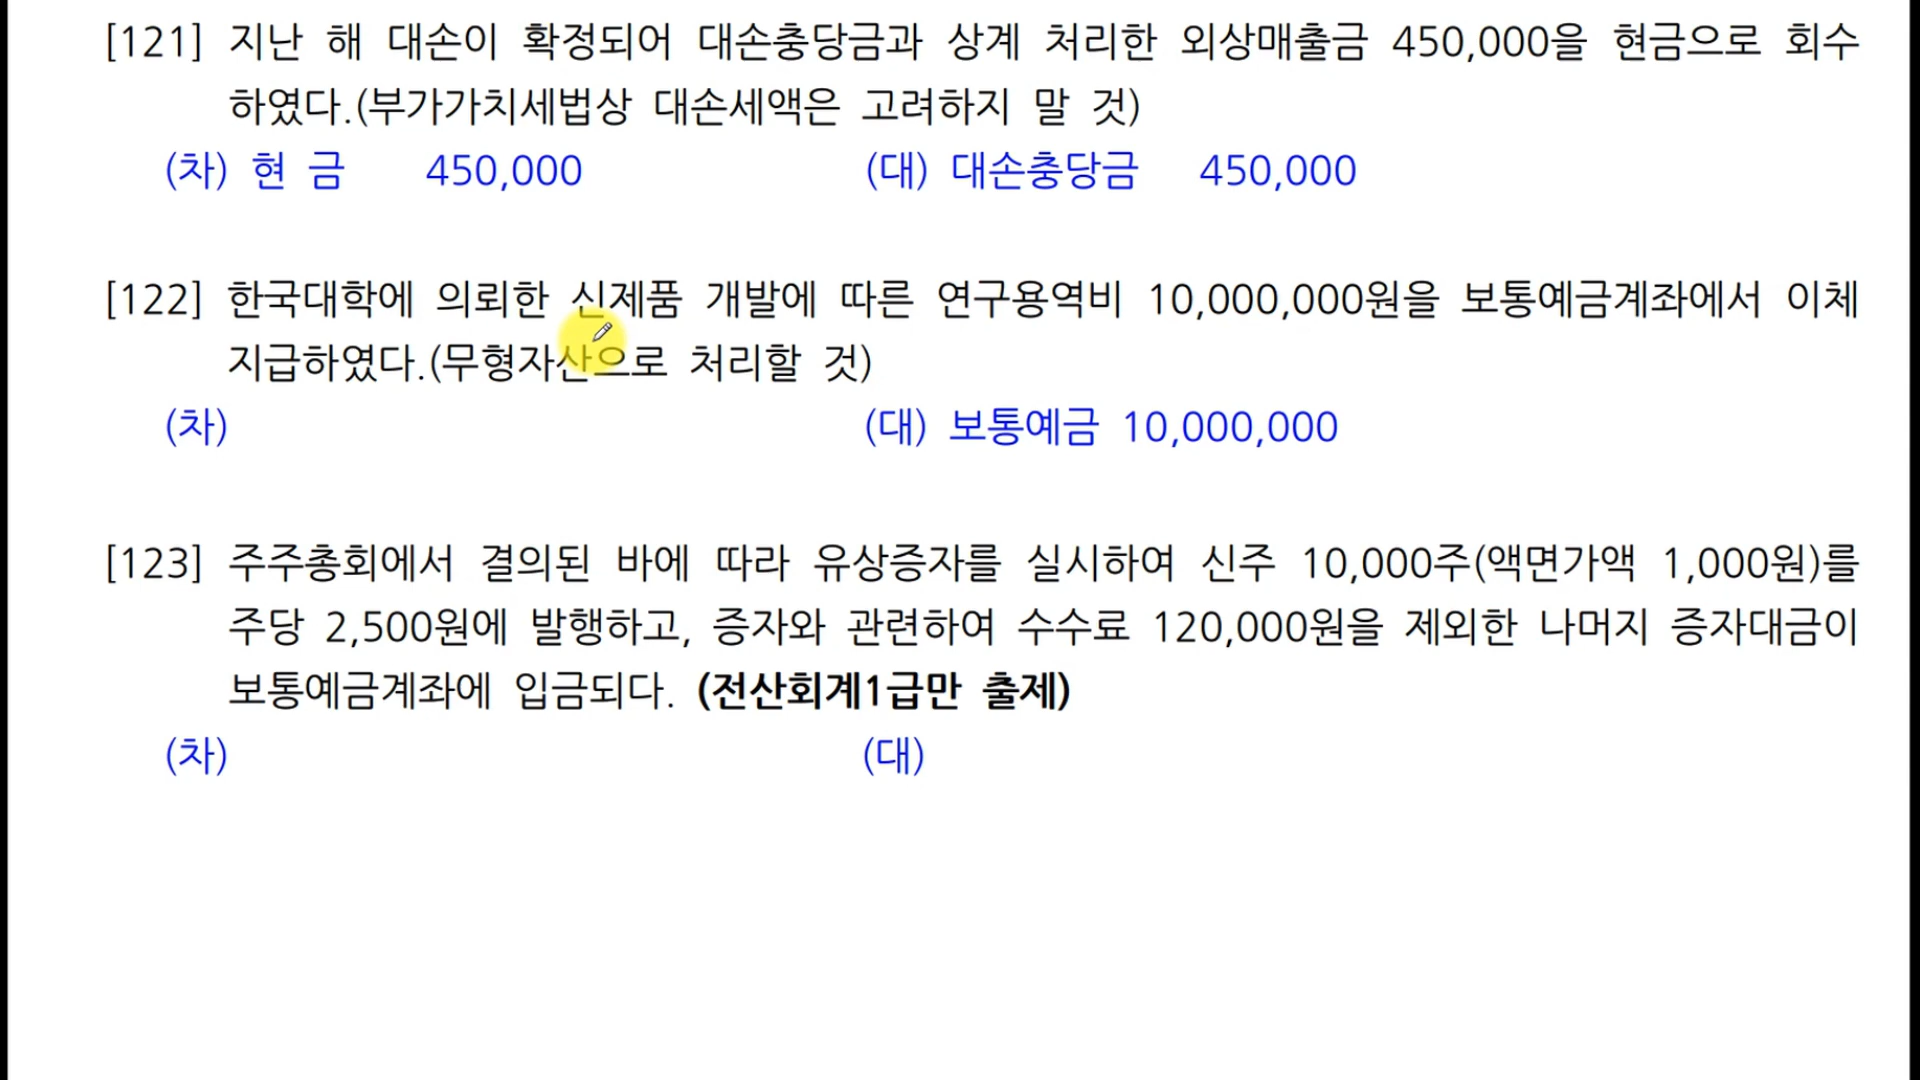 [121] 지난 해 대손이 확정되어 대손충당금과 상계 처리한 외상매출금 450,000을 현금으로 회수
하였다.(부가가치세법상 대손세액은 고려하지 말 것)
(차) 현 금 450,000 (대) 대손충당금 450,000
[122] 한국대학에 의뢰한 신제품 개발에 따른 연구용역비 10,000,000원을 보통예금계좌에서 이체
지급하였다.(무형자산으로 처리할 것)
(차) (대) 보통예금 10,000,000
[123] 주주총회에서 결의된 바에 따라 유상증자를 실시하여 신주 10,000주(액면가액 1,000원)를
주당 2,500원에 발행하고, 증자와 관련하여 수수료 120,000원을 제외한 나머지 증자대금이
보통예금계좌에 입금되다. (전산회계1급만 출제)
(차) (대)